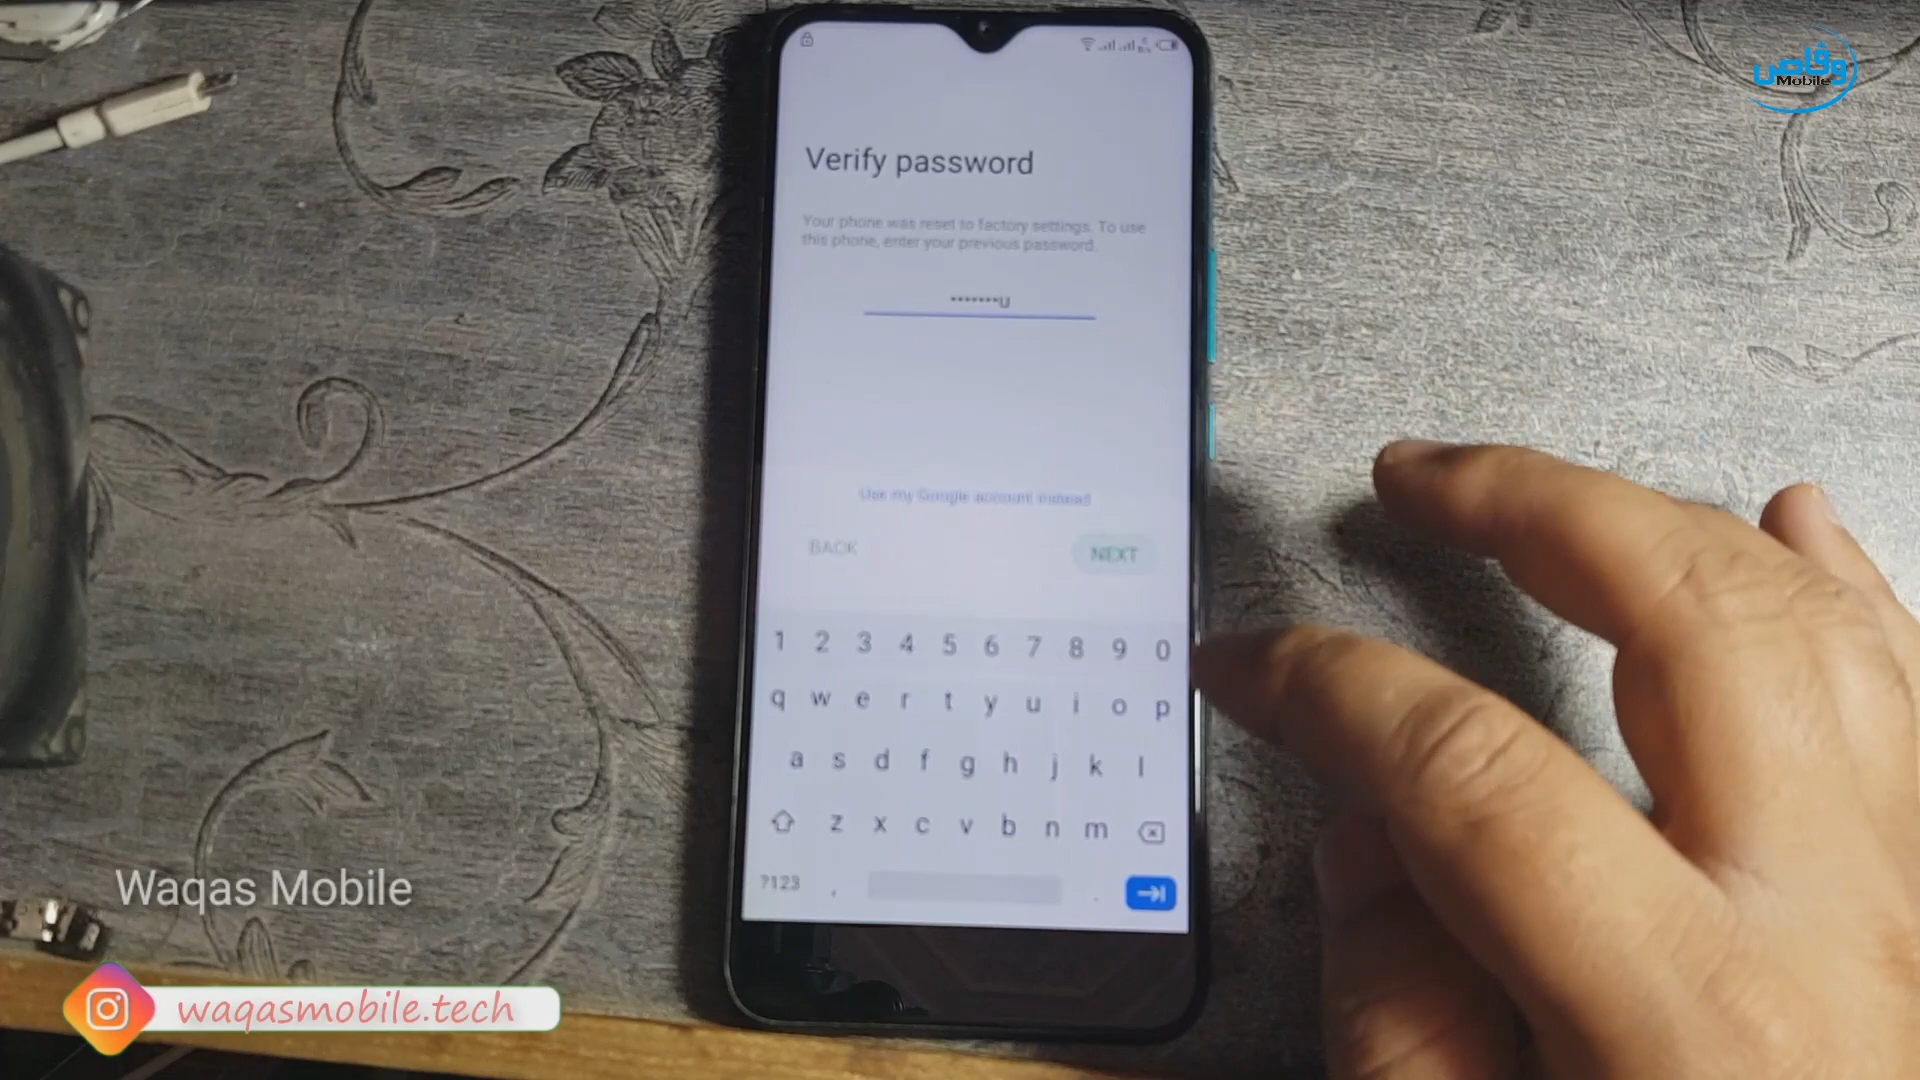 وقاص
Mobile
Verify password
Your phone was reset to factory settings. To use
this phone, enter your previous password.
•••••••u
Use my Google account instead
BACK
NEXT
1 2 3 4 5 6 7 8 9 0
q w e r t y u i o p
a s d f g h j k l
z x c v b n m
?123 , .
Waqas Mobile
waqasmobile.tech